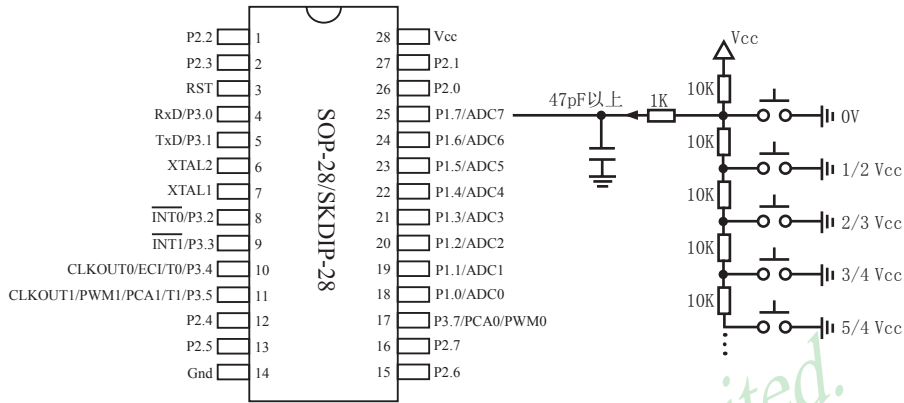 P2.2 1 28 Vcc
P2.3 2 27 P2.1
RST 3 26 P2.0
RxD/P3.0 4 25 P1.7/ADC7
TxD/P3.1 5 24 P1.6/ADC6
XTAL2 6 23 P1.5/ADC5
XTAL1 7 22 P1.4/ADC4
INT0/P3.2 8 21 P1.3/ADC3
INT1/P3.3 9 20 P1.2/ADC2
CLKOUT0/ECI/T0/P3.4 10 19 P1.1/ADC1
CLKOUT1/PWM1/PCA1/T1/P3.5 11 18 P1.0/ADC0
P2.4 12 17 P3.7/PCA0/PWM0
P2.5 13 16 P2.7
Gnd 14 15 P2.6
SOP-28/SKDIP-28
Vcc
10K
47pF以上 1K
0V
10K
1/2 Vcc
10K
2/3 Vcc
10K
3/4 Vcc
10K
5/4 Vcc
ited.